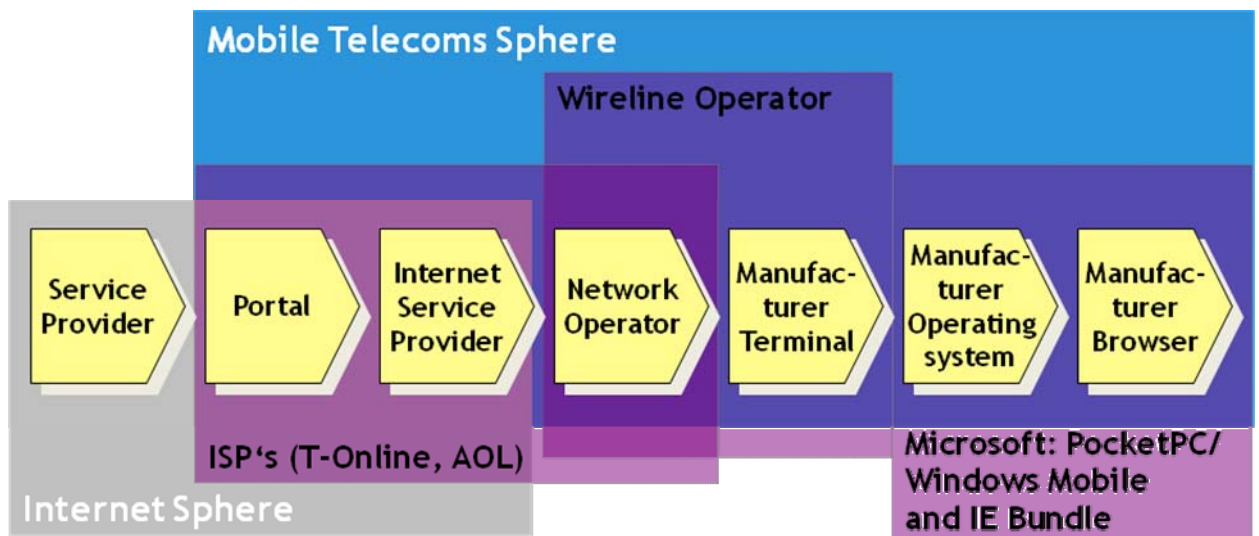 Mobile Telecoms Sphere
Wireline Operator
Service
Provider
Portal
Internet
Service
Provider
Network
Operator
Manufac-
turer
Terminal
Manufac-
turer
Operating
system
Manufac-
turer
Browser
ISP‘s (T-Online, AOL)
Internet Sphere
Microsoft: PocketPC/
Windows Mobile
and IE Bundle